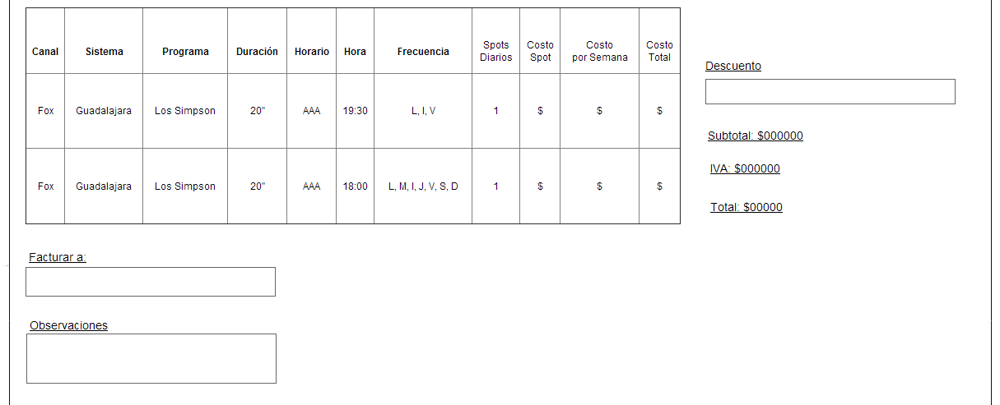 Canal Sistema Programa Duración Horario Hora Frecuencia Spots Diarios Costo Spot Costo por Semana Costo Total
Fox Guadalajara Los Simpson 20" AAA 19:30 L, I, V 1 $ $ $
Fox Guadalajara Los Simpson 20" AAA 18:00 L, M, I, J, V, S, D 1 $ $ $
Descuento
Subtotal: $000000
IVA: $000000
Total: $00000
Facturar a:
Observaciones